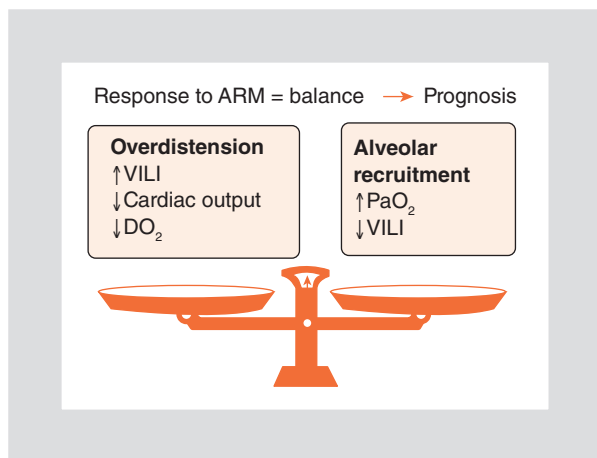 Response to ARM = balance → Prognosis
Overdistension
↑VILI
↓Cardiac output
↓DO₂
Alveolar
recruitment
↑PaO₂
↓VILI